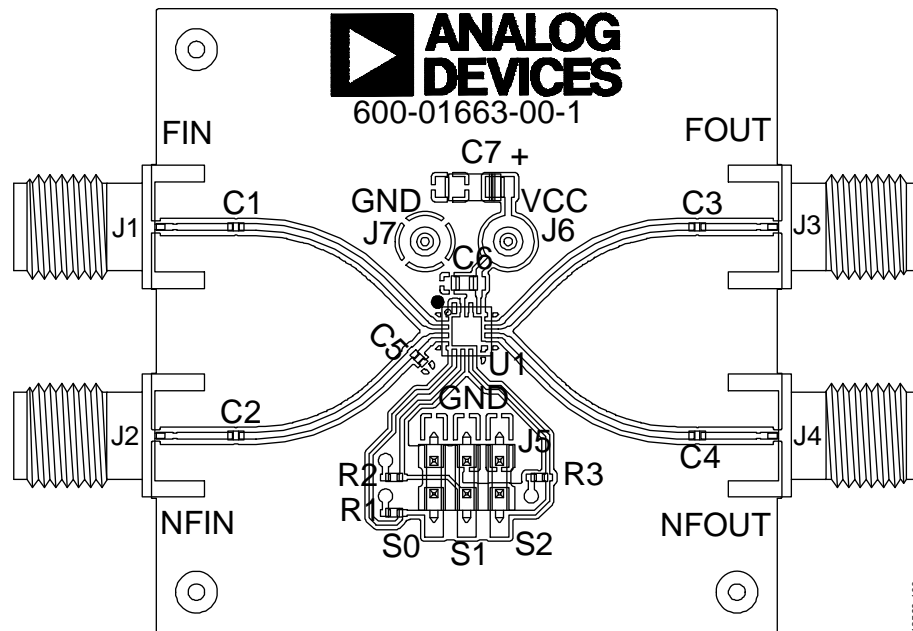 ANALOG
DEVICES
600-01663-00-1
FIN
FOUT
C7 +
GND
VCC
J1
C1
J7
J6
C3
J3
C6
C5
U1
GND
J2
C2
J5
C4
J4
R2
R3
R1
NFIN
NFOUT
S0
S1
S2